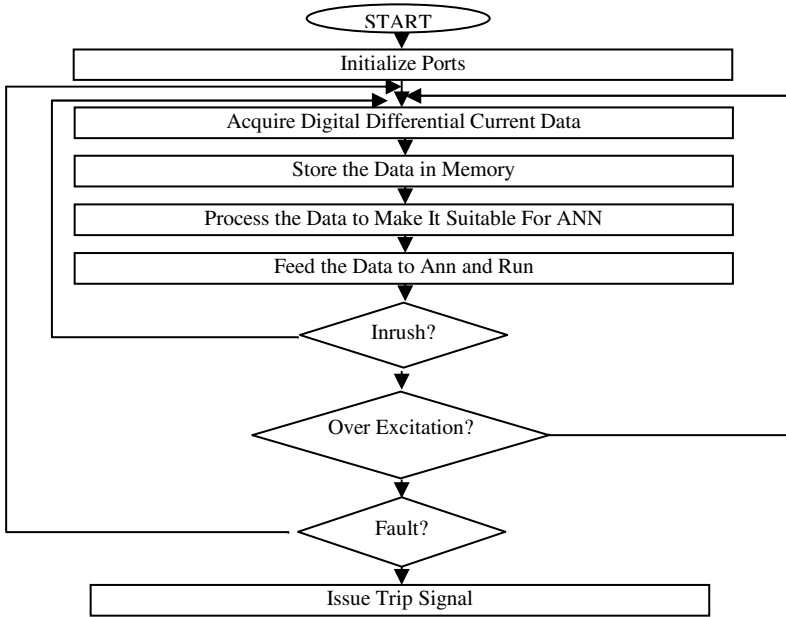 START
Initialize Ports
Acquire Digital Differential Current Data
Store the Data in Memory
Process the Data to Make It Suitable For ANN
Feed the Data to Ann and Run
Inrush?
Over Excitation?
Fault?
Issue Trip Signal